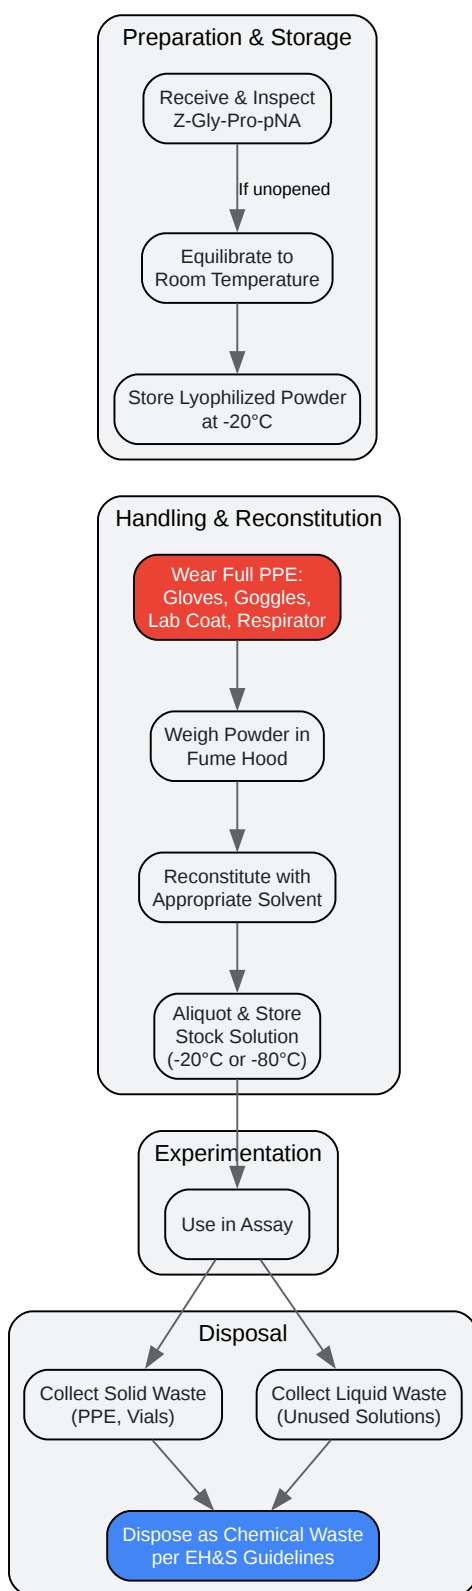 Preparation & Storage
Receive & Inspect
Z-Gly-Pro-pNA
If unopened
Equilibrate to
Room Temperature
Store Lyophilized Powder
at -20°C
Handling & Reconstitution
Wear Full PPE:
Gloves, Goggles,
Lab Coat, Respirator
Weigh Powder in
Fume Hood
Reconstitute with
Appropriate Solvent
Aliquot & Store
Stock Solution
(-20°C or -80°C)
Experimentation
Use in Assay
Disposal
Collect Solid Waste
(PPE, Vials)
Collect Liquid Waste
(Unused Solutions)
Dispose as Chemical Waste
per EH&S Guidelines